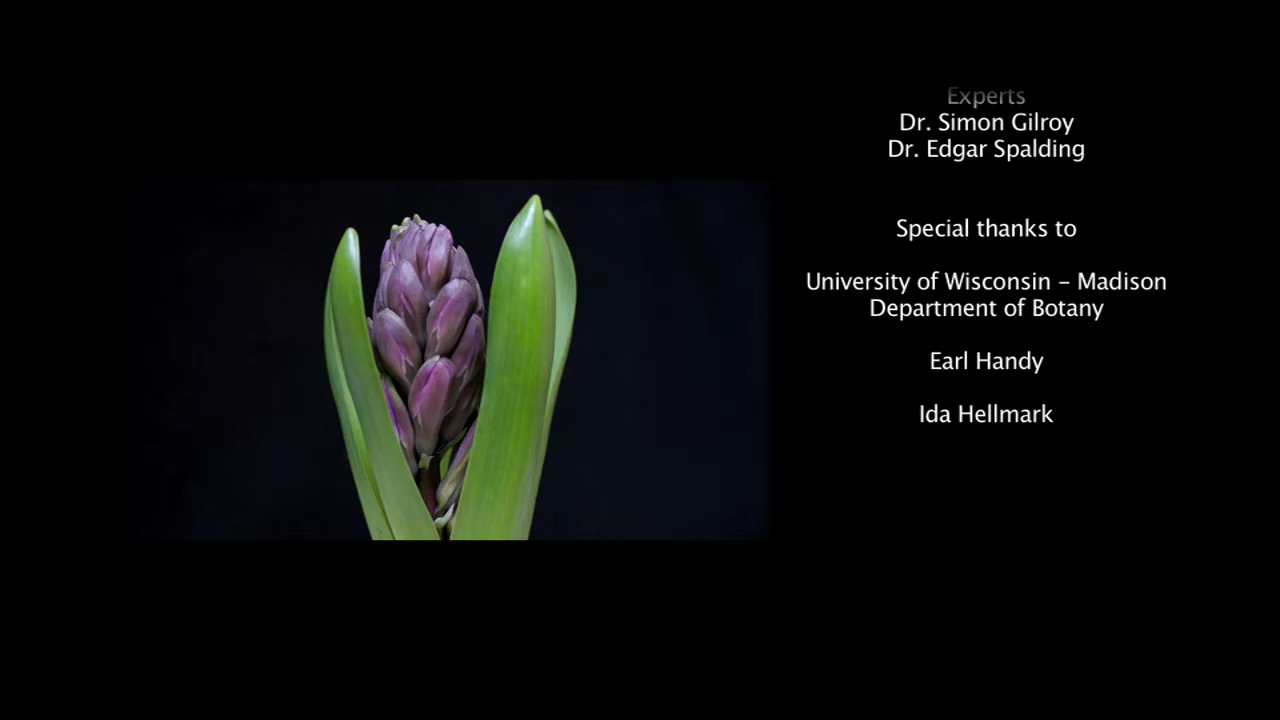 Experts
Dr. Simon Gilroy
Dr. Edgar Spalding
Special thanks to
University of Wisconsin – Madison
Department of Botany
Earl Handy
Ida Hellmark